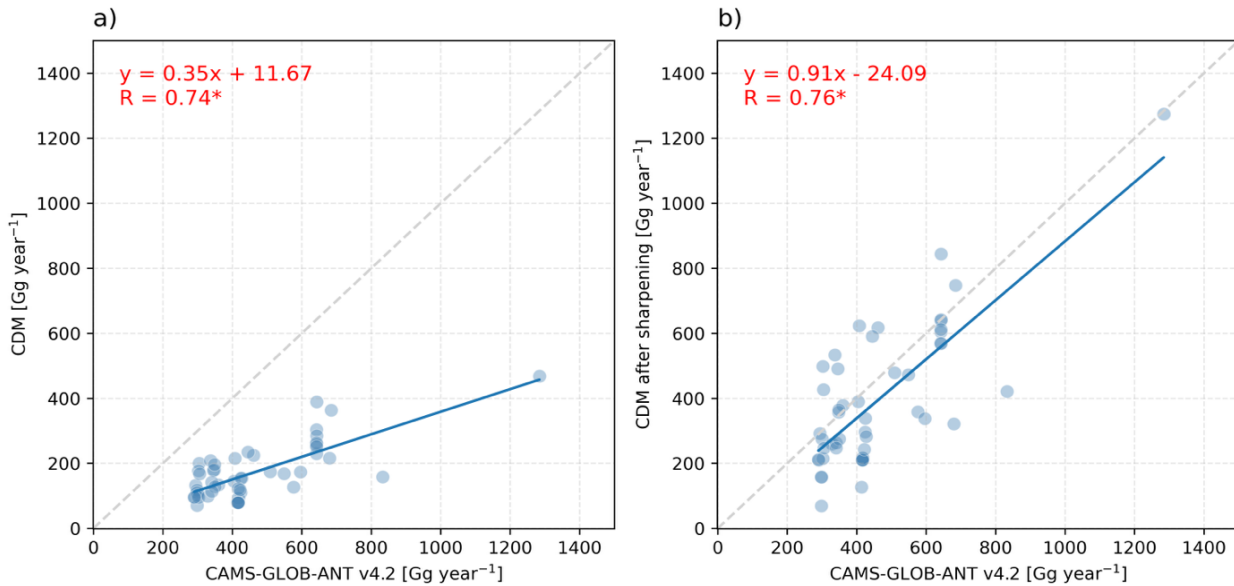 a)
y = 0.35x + 11.67
R = 0.74*
1400
1200
1000
800
600
400
200
0
CDM [Gg year⁻¹]
0 200 400 600 800 1000 1200 1400
CAMS-GLOB-ANT v4.2 [Gg year⁻¹]
b)
y = 0.91x - 24.09
R = 0.76*
1400
1200
1000
800
600
400
200
0
CDM after sharpening [Gg year⁻¹]
0 200 400 600 800 1000 1200 1400
CAMS-GLOB-ANT v4.2 [Gg year⁻¹]